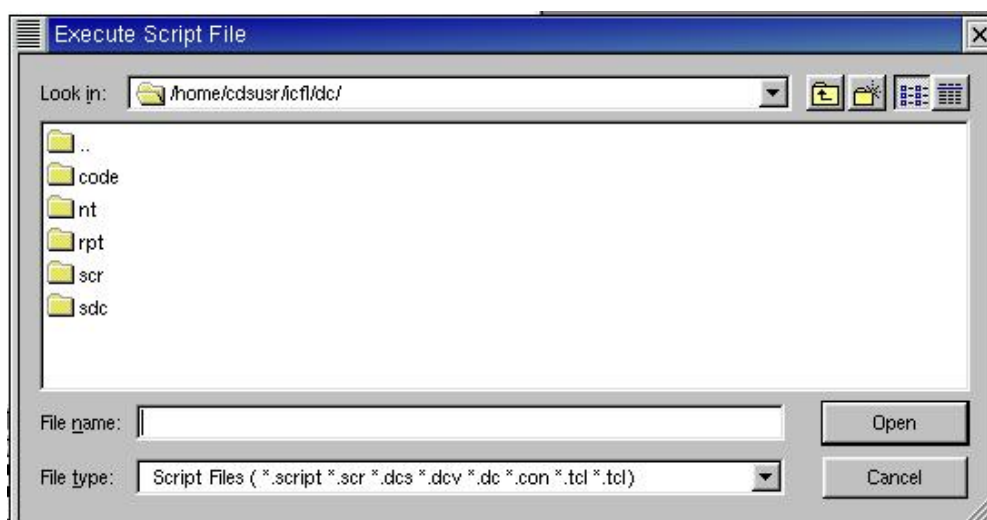 Execute Script File
Look in: /home/cdsusr/icfl/dc/
..
code
nt
rpt
scr
sdc
File name: Open
File type: Script Files ( *.script *.scr *.dcs *.dcv *.dc *.con *.tcl *.tcl) Cancel